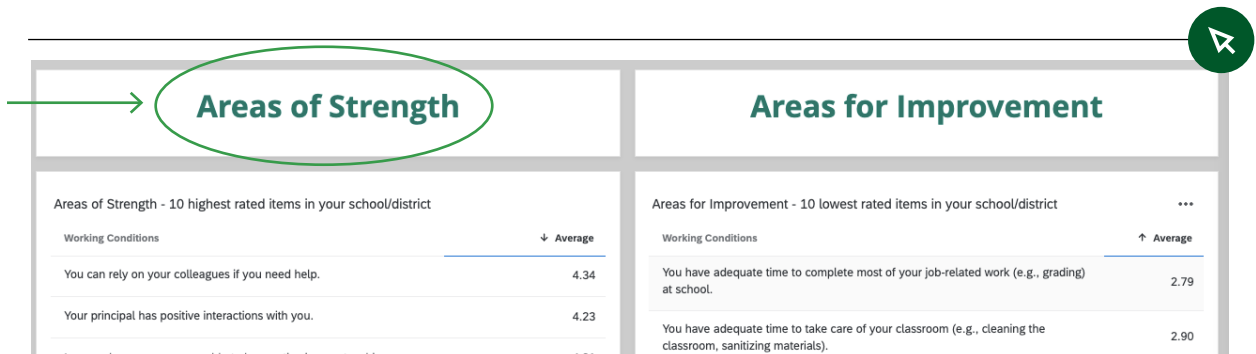 Areas of Strength
Areas for Improvement
Areas of Strength - 10 highest rated items in your school/district
Working Conditions
↓ Average
You can rely on your colleagues if you need help.
4.34
Your principal has positive interactions with you.
4.23
Areas for Improvement - 10 lowest rated items in your school/district
•••
Working Conditions
↑ Average
You have adequate time to complete most of your job-related work (e.g., grading)
at school.
2.79
You have adequate time to take care of your classroom (e.g., cleaning the
classroom, sanitizing materials).
2.90